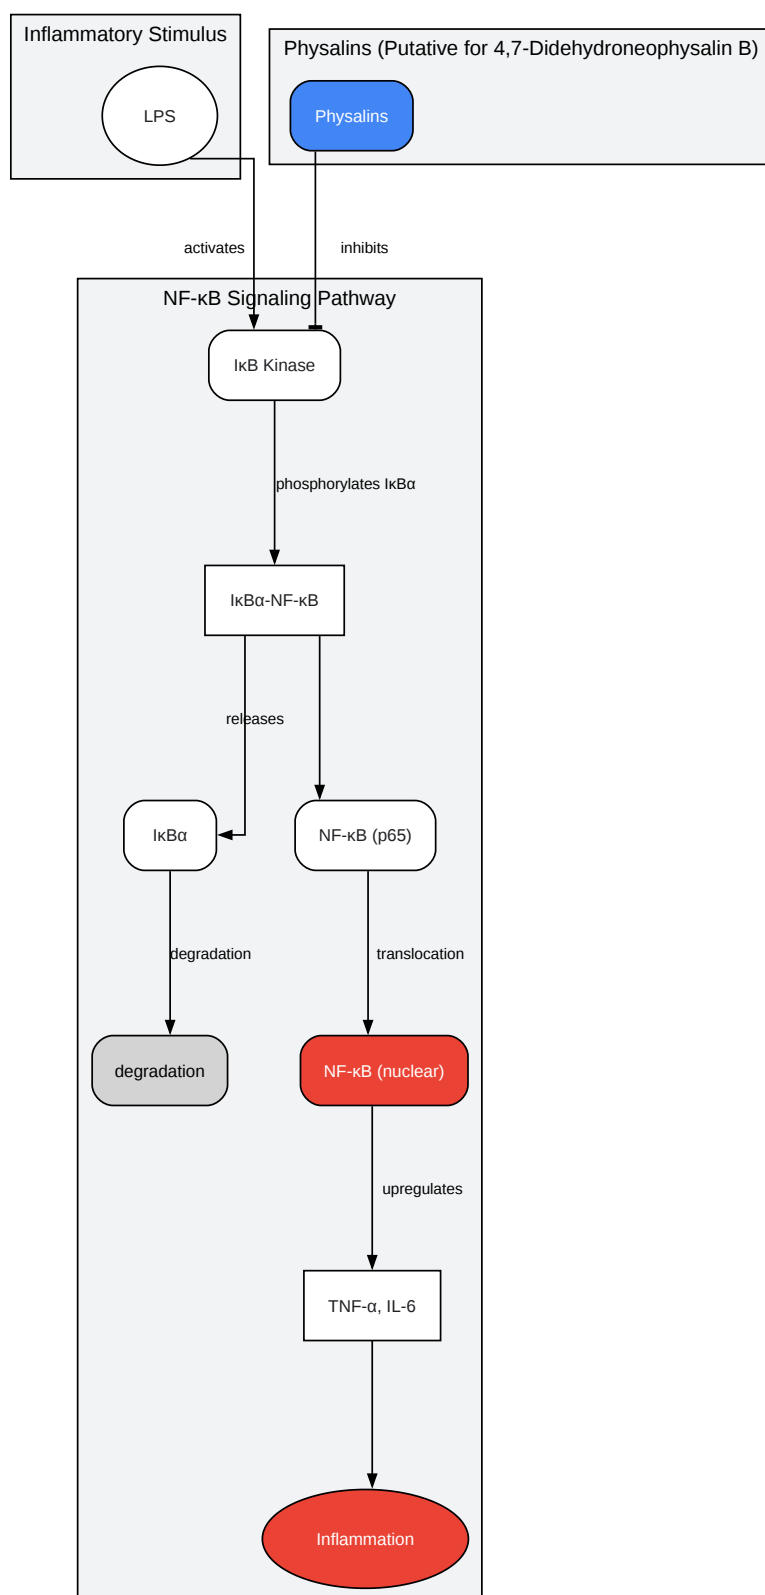 Inflammatory Stimulus
Physalins (Putative for 4,7-Didehydroneophysalin B)
LPS
Physalins
activates
inhibits
NF-κB Signaling Pathway
IκB Kinase
phosphorylates IκBα
IκBα-NF-κB
releases
IκBα
NF-κB (p65)
degradation
translocation
degradation
NF-κB (nuclear)
upregulates
TNF-α, IL-6
Inflammation